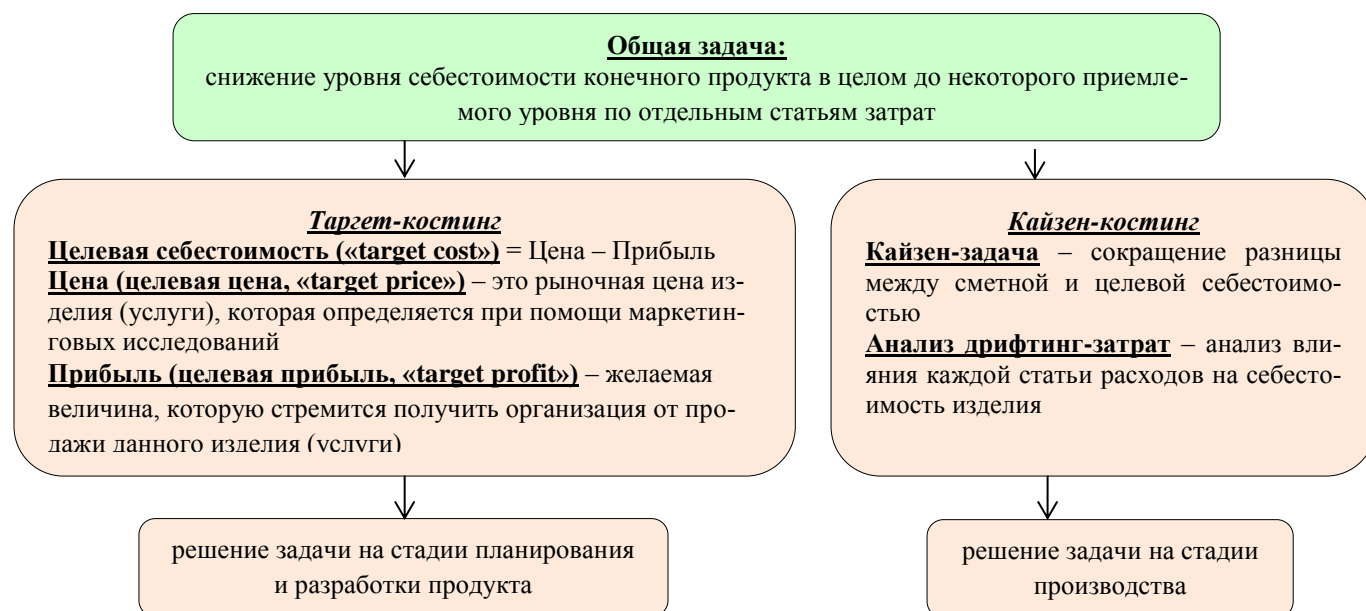 Общая задача:
снижение уровня себестоимости конечного продукта в целом до некоторого приемле-
мого уровня по отдельным статьям затрат
Таргет-костинг
Целевая себестоимость («target cost») = Цена – Прибыль
Цена (целевая цена, «target price») – это рыночная цена из-
делия (услуги), которая определяется при помощи маркетин-
говых исследований
Прибыль (целевая прибыль, «target profit») – желаемая
величина, которую стремится получить организация от про-
дажи данного изделия (услуги)
Кайзен-костинг
Кайзен-задача – сокращение разницы
между сметной и целевой себестоимо-
стью
Анализ дрифтинг-затрат – анализ вли-
яния каждой статьи расходов на себесто-
имость изделия
решение задачи на стадии планирования
и разработки продукта
решение задачи на стадии
производства